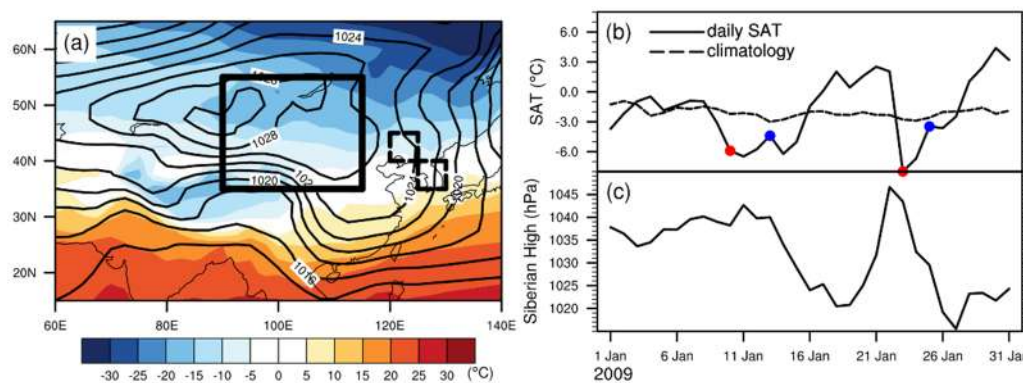 (a)
1024
1028
1028
1020
1024
1020
1016
50N
40N
30N
20N
60E 80E 100E 120E 140E
-30 -25 -20 -15 -10 -5 0 5 10 15 20 25 30 (°C)
(b)
daily SAT
climatology
SAT (°C)
6.0
3.0
0.0
-3.0
-6.0
(c)
Siberian High (hPa)
1045
1040
1035
1030
1025
1020
1 Jan 6 Jan 11 Jan 16 Jan 21 Jan 26 Jan 31 Jan
2009